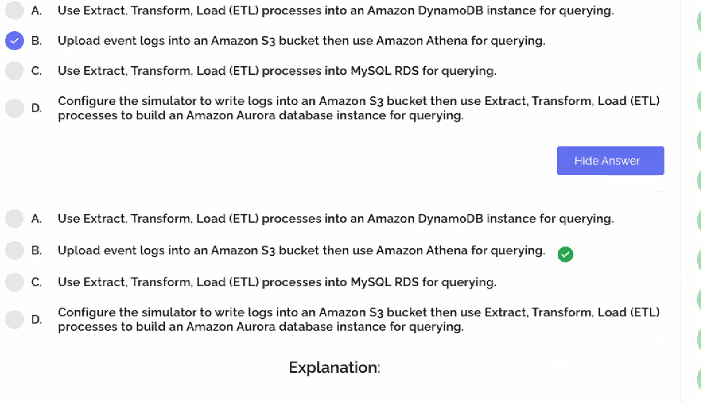 A. Use Extract, Transform, Load (ETL) processes into an Amazon DynamoDB instance for querying.
B. Upload event logs into an Amazon S3 bucket then use Amazon Athena for querying.
C. Use Extract, Transform, Load (ETL) processes into MySQL RDS for querying.
D. Configure the simulator to write logs into an Amazon S3 bucket then use Extract, Transform, Load (ETL)
processes to build an Amazon Aurora database instance for querying.
Hide Answer
A. Use Extract, Transform, Load (ETL) processes into an Amazon DynamoDB instance for querying.
B. Upload event logs into an Amazon S3 bucket then use Amazon Athena for querying.
C. Use Extract, Transform, Load (ETL) processes into MySQL RDS for querying.
D. Configure the simulator to write logs into an Amazon S3 bucket then use Extract, Transform, Load (ETL)
processes to build an Amazon Aurora database instance for querying.
Explanation: